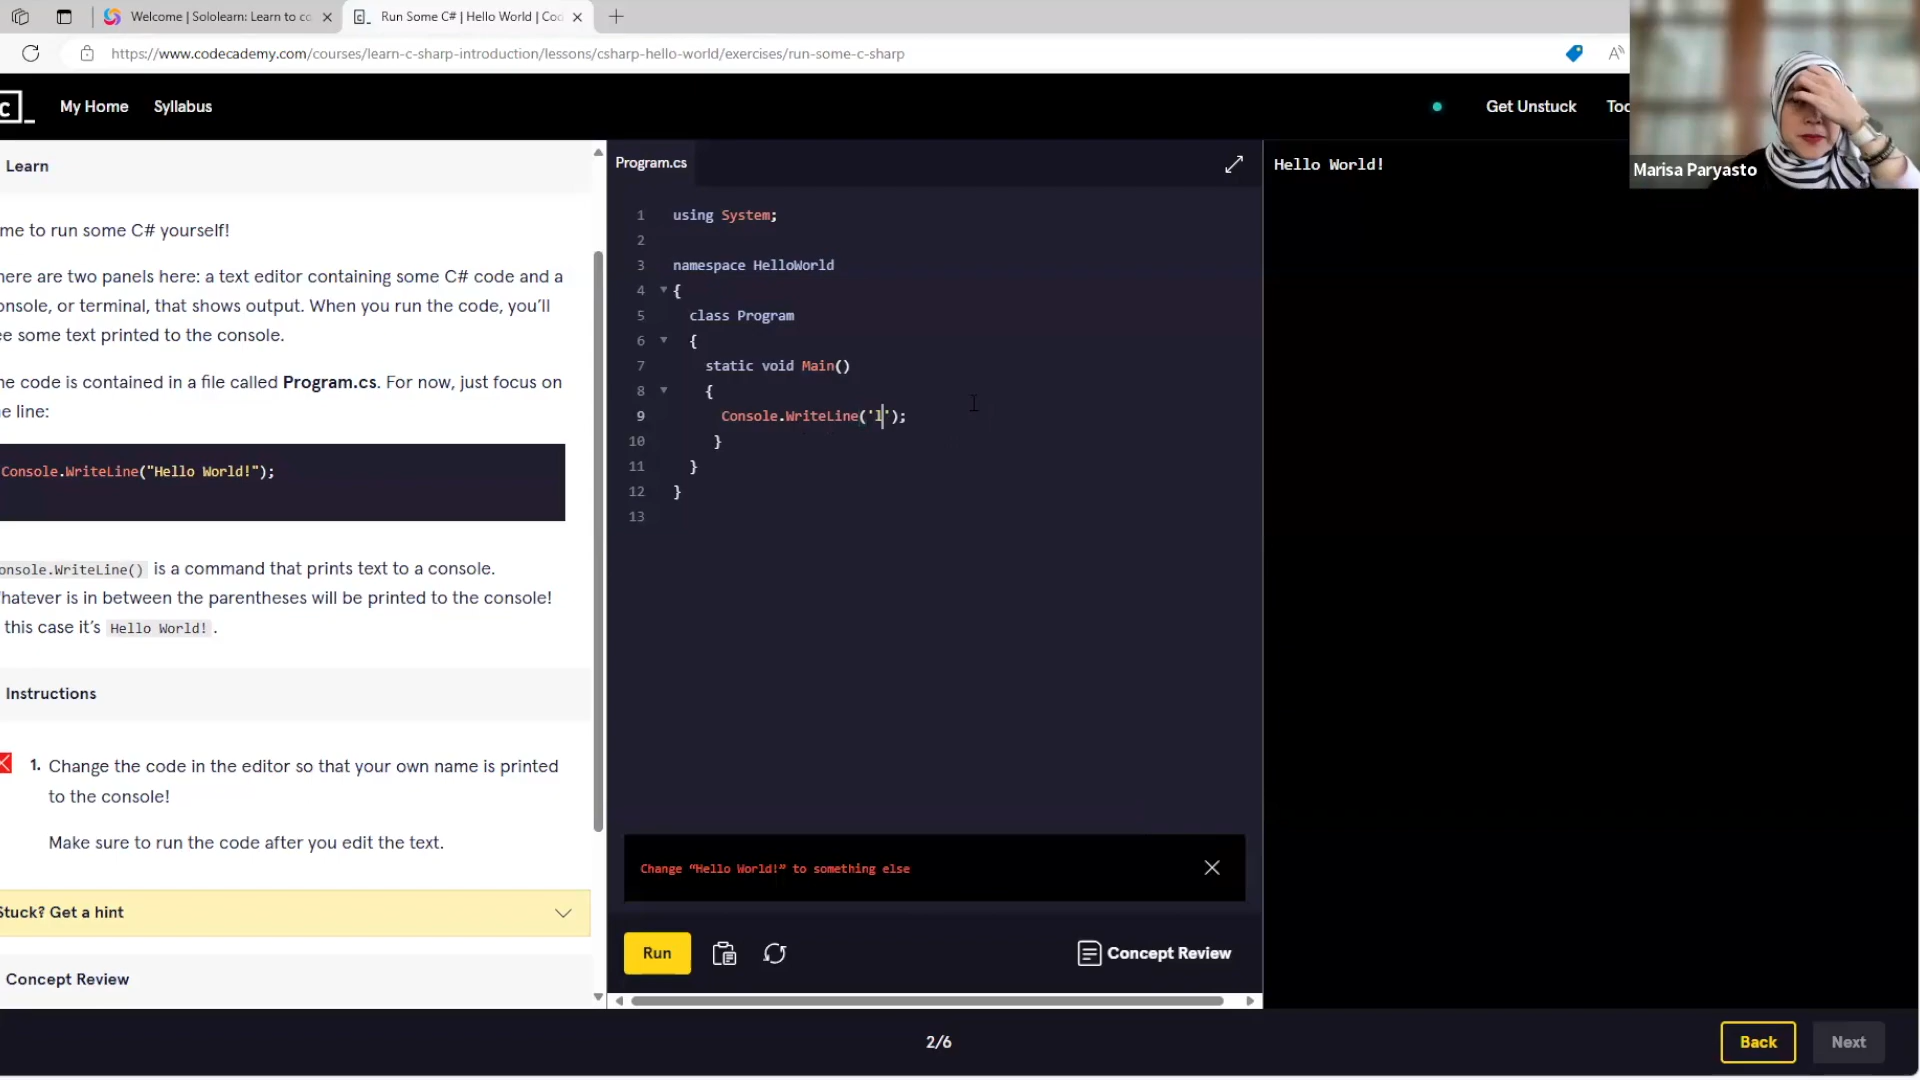 Welcome | Sololearn: Learn to co
Run Some C# | Hello World | Coo
https://www.codecademy.com/courses/learn-c-sharp-introduction/lessons/csharp-hello-world/exercises/run-some-c-sharp
My Home
Syllabus
Get Unstuck
Too
Marisa Paryasto
Learn
me to run some C# yourself!
here are two panels here: a text editor containing some C# code and a
onsole, or terminal, that shows output. When you run the code, you’ll
ee some text printed to the console.
he code is contained in a file called Program.cs. For now, just focus on
e line:
Console.WriteLine("Hello World!");
onsole.WriteLine() is a command that prints text to a console.
hatever is in between the parentheses will be printed to the console!
this case it’s Hello World!.
Instructions
1. Change the code in the editor so that your own name is printed
to the console!
Make sure to run the code after you edit the text.
Stuck? Get a hint
Concept Review
Program.cs
1 using System;
2
3 namespace HelloWorld
4 {
5 class Program
6 {
7 static void Main()
8 {
9 Console.WriteLine('l');
10 }
11 }
12 }
13
Change “Hello World!” to something else
Run
Concept Review
Hello World!
2/6
Back
Next